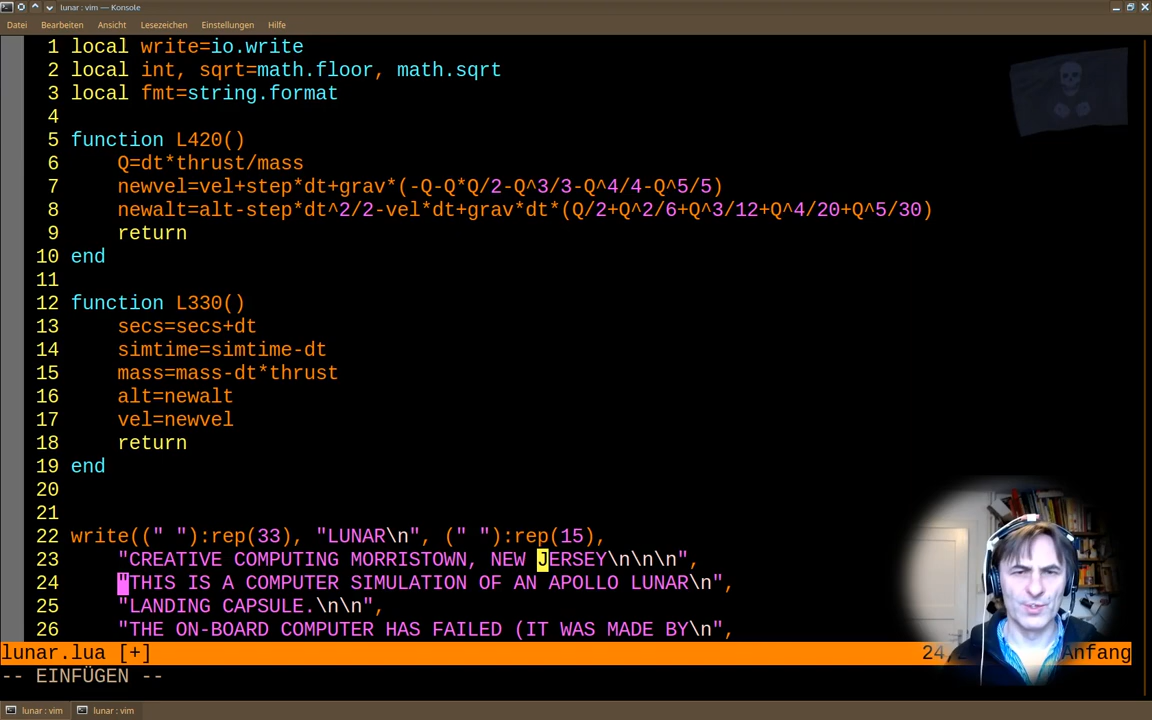 lunar : vim — Konsole
Datei Bearbeiten Ansicht Lesezeichen Einstellungen Hilfe
1 local write=io.write
2 local int, sqrt=math.floor, math.sqrt
3 local fmt=string.format
4
5 function L420()
6 Q=dt*thrust/mass
7 newvel=vel+step*dt+grav*(-Q-Q*Q/2-Q^3/3-Q^4/4-Q^5/5)
8 newalt=alt-step*dt^2/2-vel*dt+grav*dt*(Q/2+Q^2/6+Q^3/12+Q^4/20+Q^5/30)
9 return
10 end
11
12 function L330()
13 secs=secs+dt
14 simtime=simtime-dt
15 mass=mass-dt*thrust
16 alt=newalt
17 vel=newvel
18 return
19 end
20
21
22 write((" "):rep(33), "LUNAR\n", (" "):rep(15),
23 "CREATIVE COMPUTING MORRISTOWN, NEW JERSEY\n\n\n",
24 "THIS IS A COMPUTER SIMULATION OF AN APOLLO LUNAR\n",
25 "LANDING CAPSULE.\n\n",
26 "THE ON-BOARD COMPUTER HAS FAILED (IT WAS MADE BY\n",
lunar.lua [+] 24, Anfang
-- EINFÜGEN --
lunar : vim lunar : vim